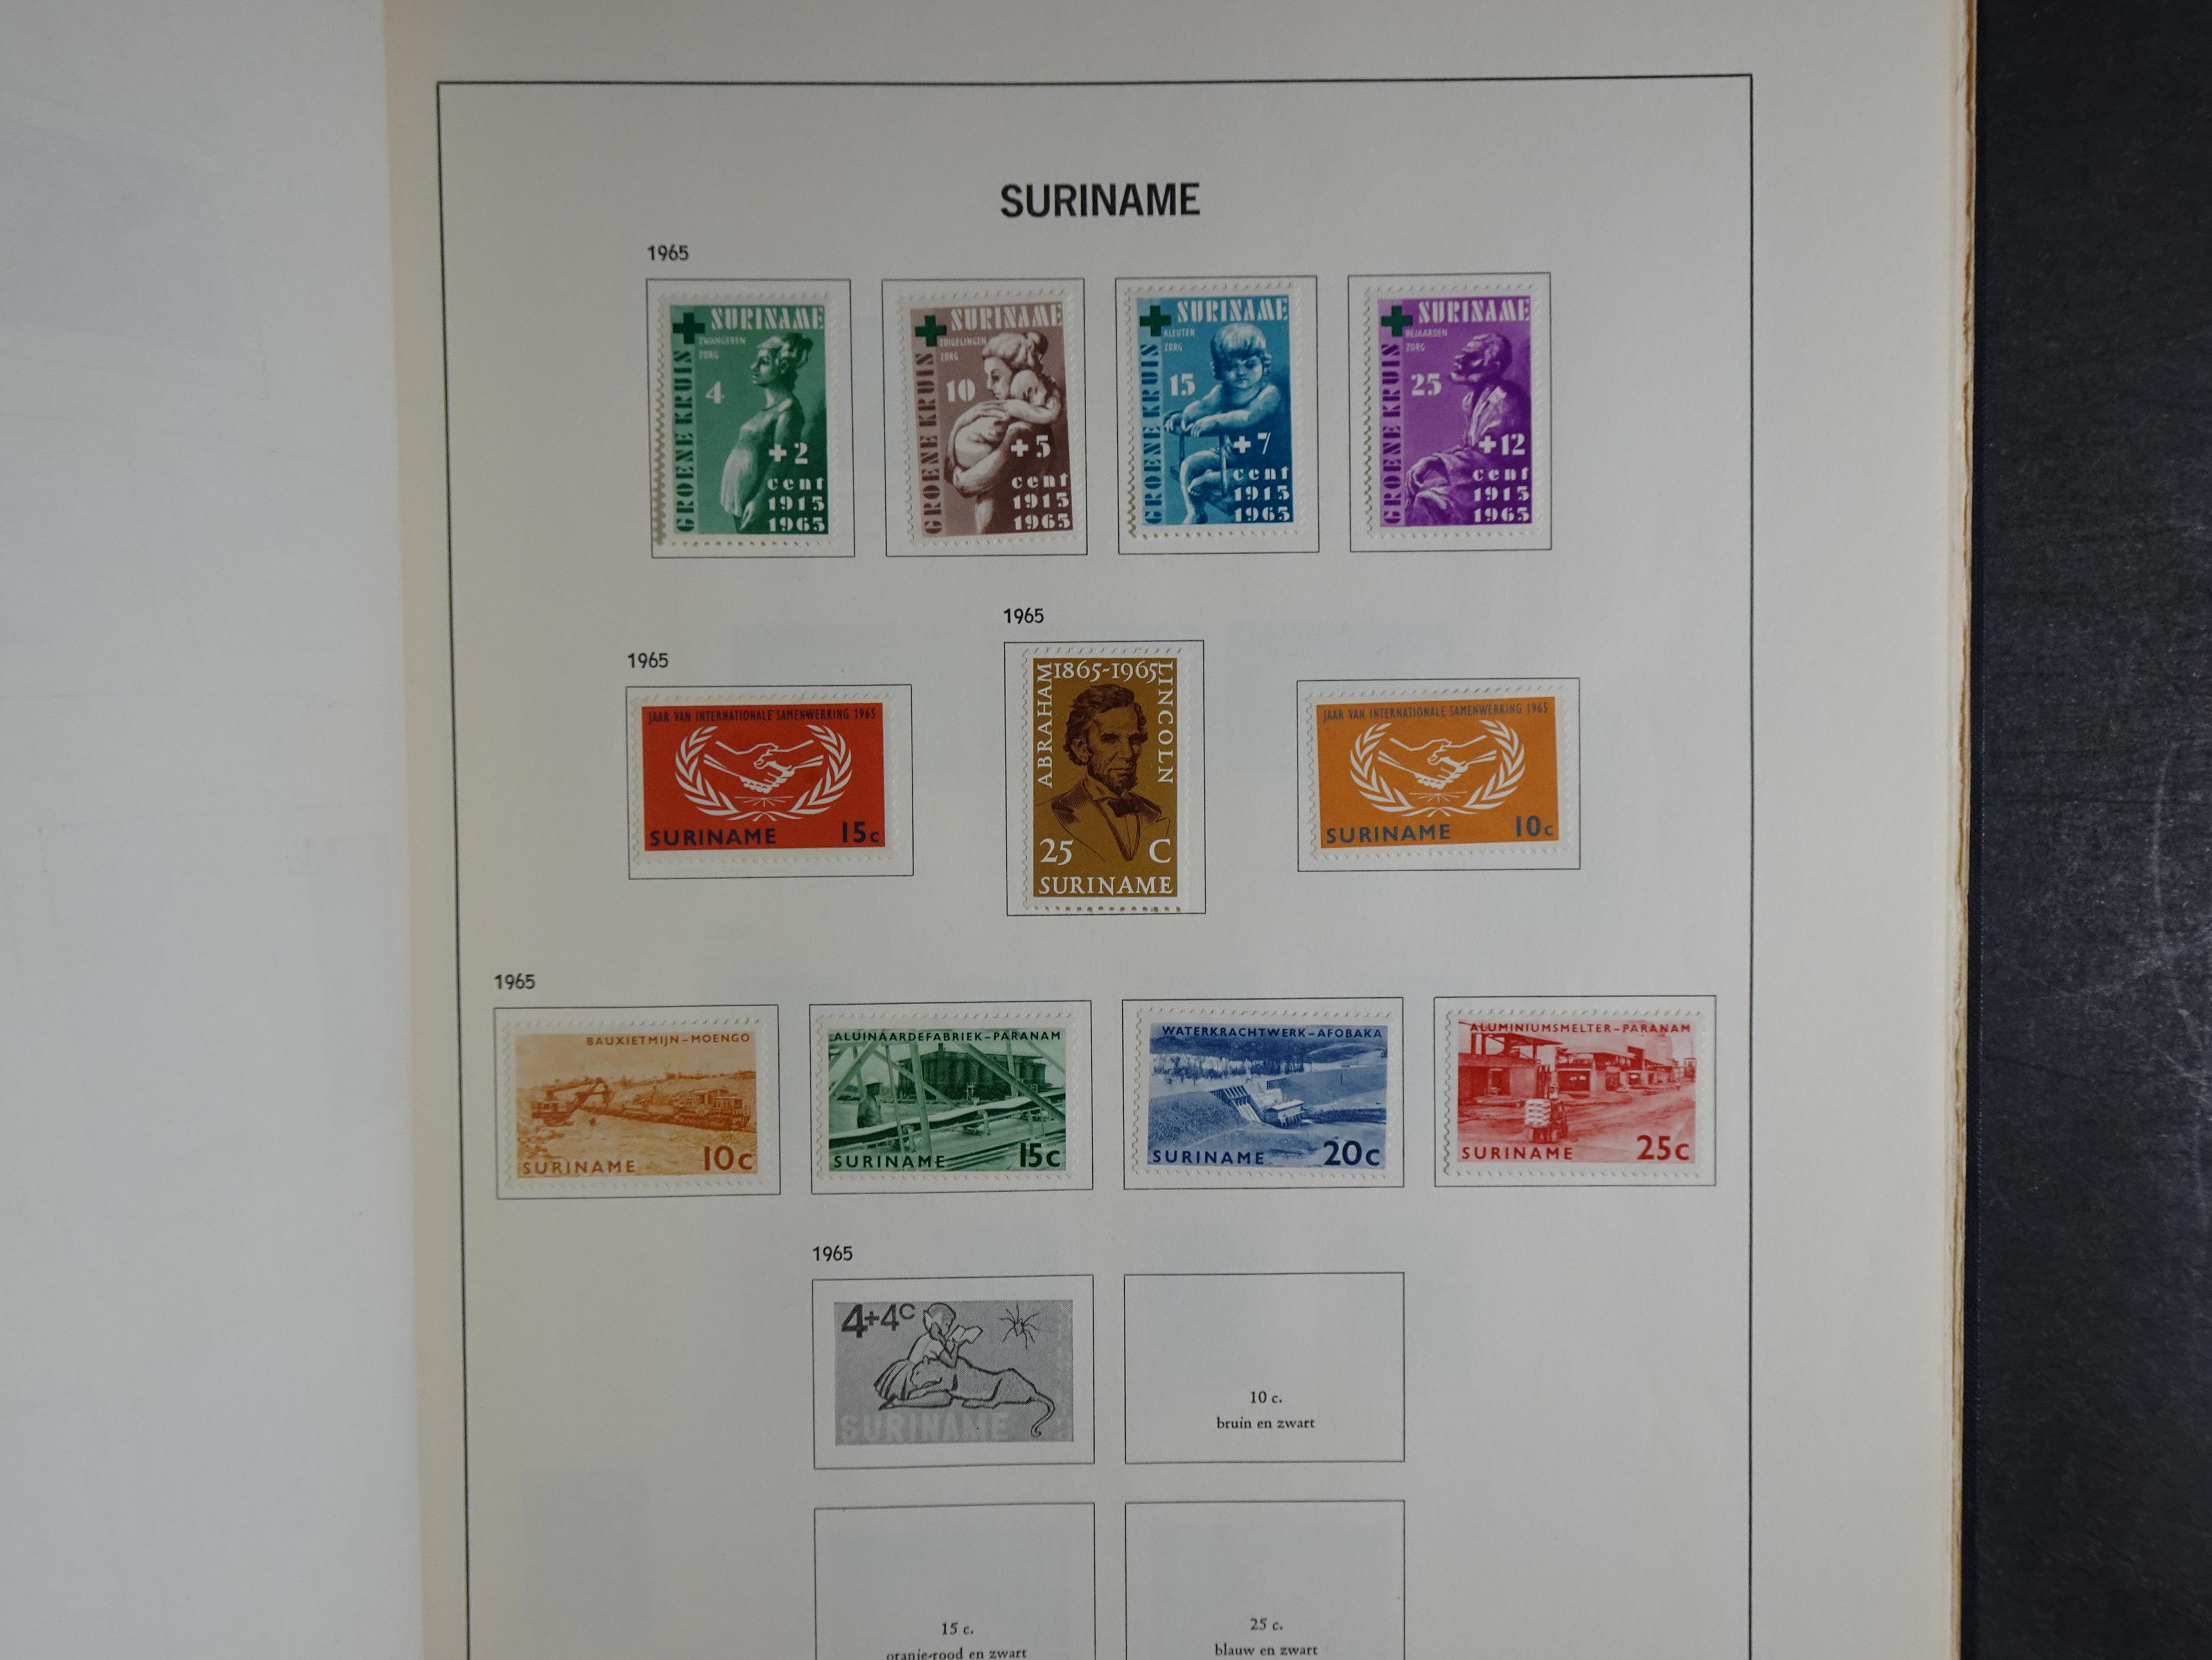 SURINAME
1965
SURINAME
ZWANGEREN
ZORG
GROENE KRUIS
4
+2
cent
1915
1965
SURINAME
ZUIGELINGEN
ZORG
GROENE KRUIS
10
+5
cent
1915
1965
SURINAME
KLEUTER
ZORG
GROENE KRUIS
15
+7
cent
1915
1965
SURINAME
BEJAARDEN
ZORG
GROENE KRUIS
25
+12
cent
1915
1965
1965
JAAR VAN INTERNATIONALE SAMENWERKING 1965
SURINAME 15c
1965
1865-1965
ABRAHAM
LINCOLN
25 C
SURINAME
JAAR VAN INTERNATIONALE SAMENWERKING 1965
SURINAME 10c
1965
BAUXIETMIJN-MOENGO
SURINAME 10c
ALUINAARDEFABRIEK-PARANAM
SURINAME 15c
WATERKRACHTWERK-AFOBAKA
SURINAME 20c
ALUMINIUMSMELTER-PARANAM
SURINAME 25c
1965
4+4c
SURINAME
10 c.
bruin en zwart
15 c.
oranje-rood en zwart
25 c.
blauw en zwart